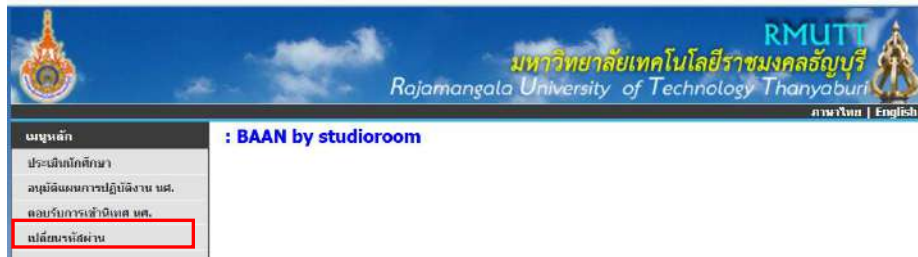 RMUTT
มหาวิทยาลัยเทคโนโลยีราชมงคลธัญบุรี
Rajamangala University of Technology Thanyaburi
ภาษาไทย | English
เมนูหลัก
: BAAN by studioroom
ประเมินนักศึกษา
อนุมัติแผนการปฏิบัติงาน นศ.
ตอบรับการเข้านิเทศ นศ.
เปลี่ยนรหัสผ่าน